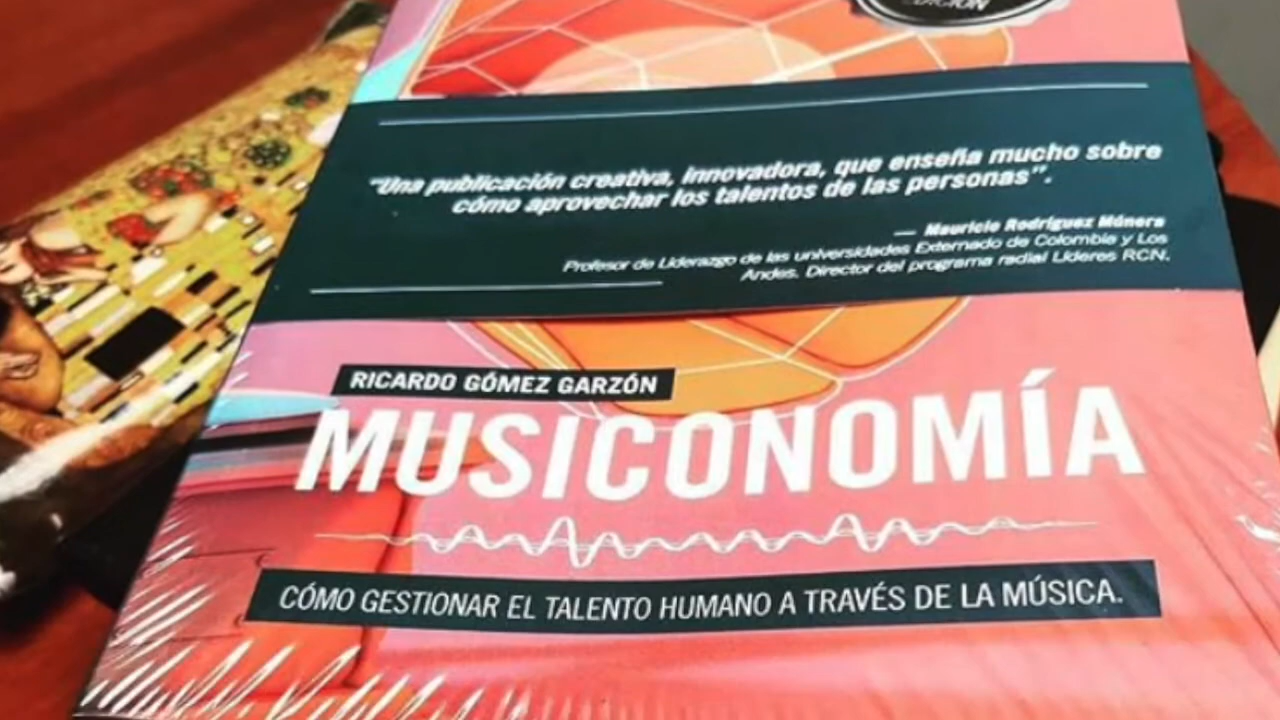 EDICIÓN
"Una publicación creativa, innovadora, que enseña mucho sobre
cómo aprovechar los talentos de las personas".
— Mauricio Rodríguez Múnera
Profesor de Liderazgo de las universidades Externado de Colombia y Los
Andes. Director del programa radial Líderes RCN.
RICARDO GÓMEZ GARZÓN
MUSICONOMÍA
CÓMO GESTIONAR EL TALENTO HUMANO A TRAVÉS DE LA MÚSICA.